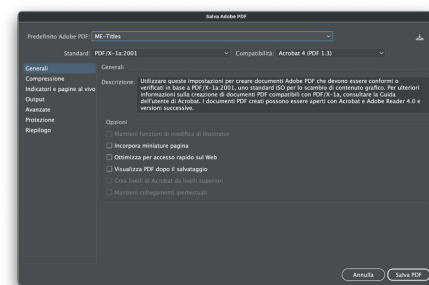 Salva Adobe PDF
Predefinito Adobe PDF: ME-Titles
Standard: PDF/X-1a:2001 Compatibilità: Acrobat 4 (PDF 1.3)
Generali
Compressione
Indicatori e pagine al vivo
Output
Avanzate
Protezione
Riepilogo
Generali
Descrizione: Utilizzare queste impostazioni per creare documenti Adobe PDF che devono essere conformi o
verificati in base a PDF/X-1a:2001, uno standard ISO per lo scambio di contenuto grafico. Per ulteriori
informazioni sulla creazione di documenti PDF compatibili con PDF/X-1a, consultare la Guida
dell'utente di Acrobat. I documenti PDF creati possono essere aperti con Acrobat e Adobe Reader 4.0 e
versioni successive.
Opzioni
Mantieni funzioni di modifica di Illustrator
Incorpora miniature pagina
Ottimizza per accesso rapido sul Web
Visualizza PDF dopo il salvataggio
Crea livelli di Acrobat da livelli superiori
Mantieni collegamenti ipertestuali
Annulla Salva PDF